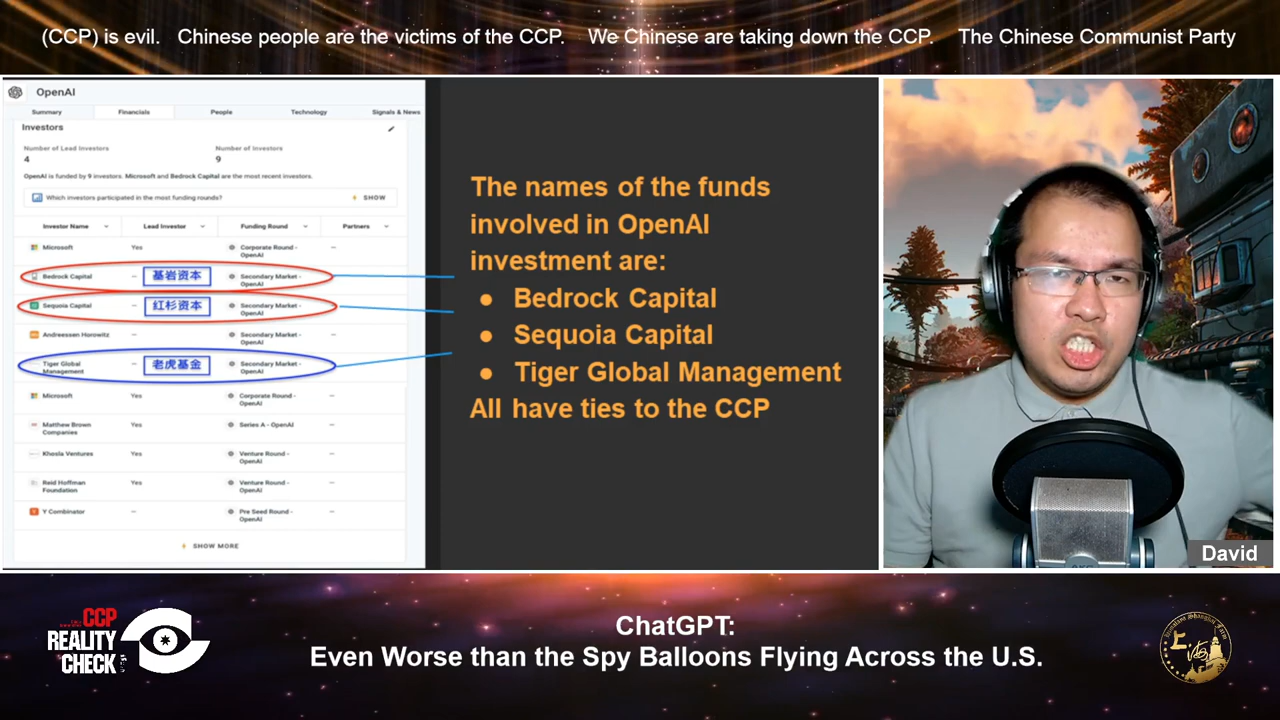 (CCP) is evil. Chinese people are the victims of the CCP. We Chinese are taking down the CCP. The Chinese Communist Party
OpenAI
Summary Financials People Technology Signals & News
Investors
Number of Lead Investors Number of Investors
4 9
OpenAI is funded by 9 investors. Microsoft and Bedrock Capital are the most recent investors.
Which investors participated in the most funding rounds? SHOW
Investor Name Lead Investor Funding Round Partners
Microsoft Yes Corporate Round -
OpenAI
—
Bedrock Capital — 基岩资本 Secondary Market -
OpenAI
Sequoia Capital — 红杉资本 Secondary Market -
OpenAI
Andreessen Horowitz — Secondary Market -
OpenAI
—
Tiger Global
Management
— 老虎基金 Secondary Market -
OpenAI
Microsoft Yes Corporate Round -
OpenAI
—
Matthew Brown
Companies
Yes Series A - OpenAI —
Khosla Ventures Yes Venture Round -
OpenAI
—
Reid Hoffman
Foundation
Yes Venture Round -
OpenAI
—
Y Combinator — Pre Seed Round -
OpenAI
—
SHOW MORE
The names of the funds
involved in OpenAI
investment are:
● Bedrock Capital
● Sequoia Capital
● Tiger Global Management
All have ties to the CCP
David
CCP
REALITY
CHECK
ChatGPT:
Even Worse than the Spy Balloons Flying Across the U.S.